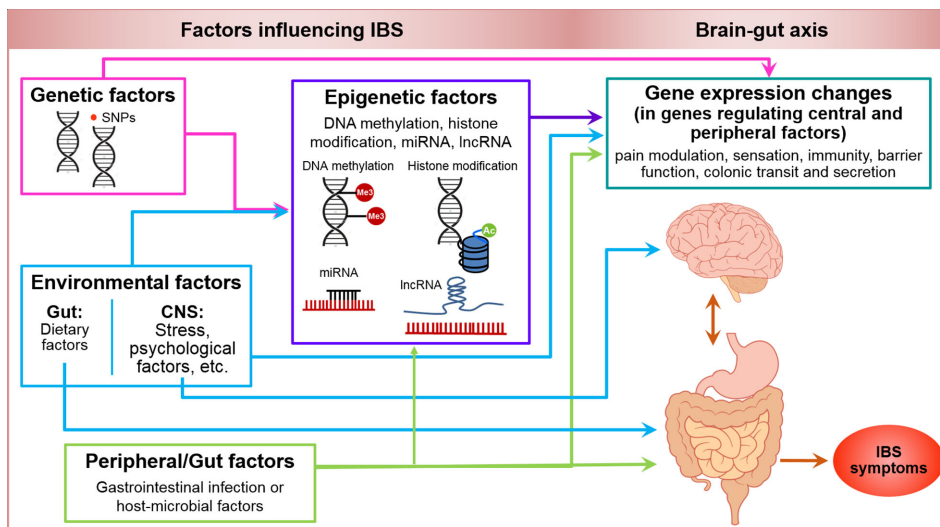 Factors influencing IBS
Brain-gut axis
Genetic factors
SNPs
Epigenetic factors
DNA methylation, histone
modification, miRNA, lncRNA
DNA methylation
Histone modification
Me3
Me3
Ac
miRNA
lncRNA
Gene expression changes
(in genes regulating central and
peripheral factors)
pain modulation, sensation, immunity, barrier
function, colonic transit and secretion
Environmental factors
Gut:
Dietary
factors
CNS:
Stress,
psychological
factors, etc.
Peripheral/Gut factors
Gastrointestinal infection or
host-microbial factors
IBS
symptoms